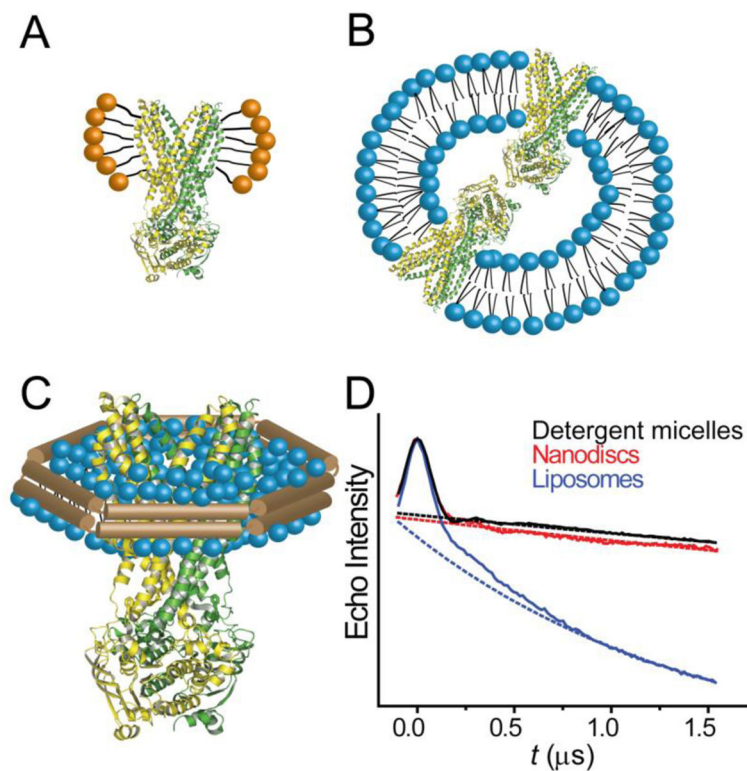 A
B
C
D
Detergent micelles
Nanodiscs
Liposomes
Echo Intensity
0.0 0.5 1.0 1.5
t (μs)